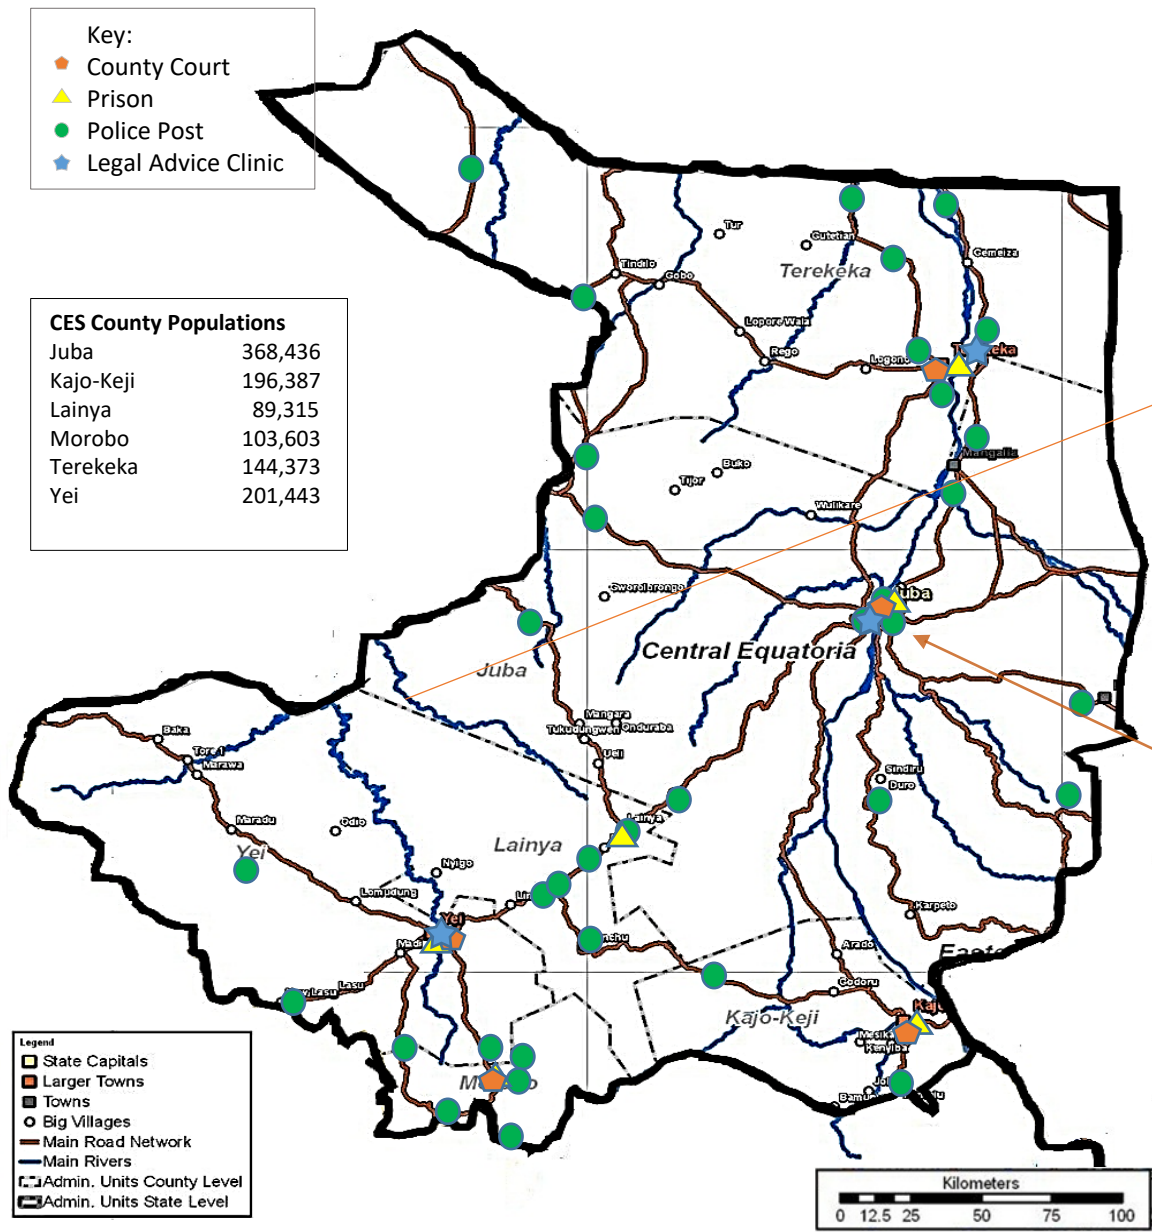 Key:
County Court
Prison
Police Post
Legal Advice Clinic
CES County Populations
Juba 368,436
Kajo-Keji 196,387
Lainya 89,315
Morobo 103,603
Terekeka 144,373
Yei 201,443
Tur
Gutetian
Terekeka
Gemeiza
Tindilo
Gobo
Lopore Wala
Rego
Mangalla
Buko
Tijor
Wulikare
Juba
Central Equatoria
Juba
Mangara
Onduraba
Tukudungwen
Baka
Tore 1
Marawa
Sindiru
Duro
Maradu
Odio
Lainya
Lainya
Yei
Nyigo
Lomudung
Yei
Karpeto
Arado
Lasu
Godoru
Kajo-Keji
Legend
State Capitals
Larger Towns
Towns
Big Villages
Main Road Network
Main Rivers
Admin. Units County Level
Admin. Units State Level
Kilometers
0 12.5 25 50 75 100